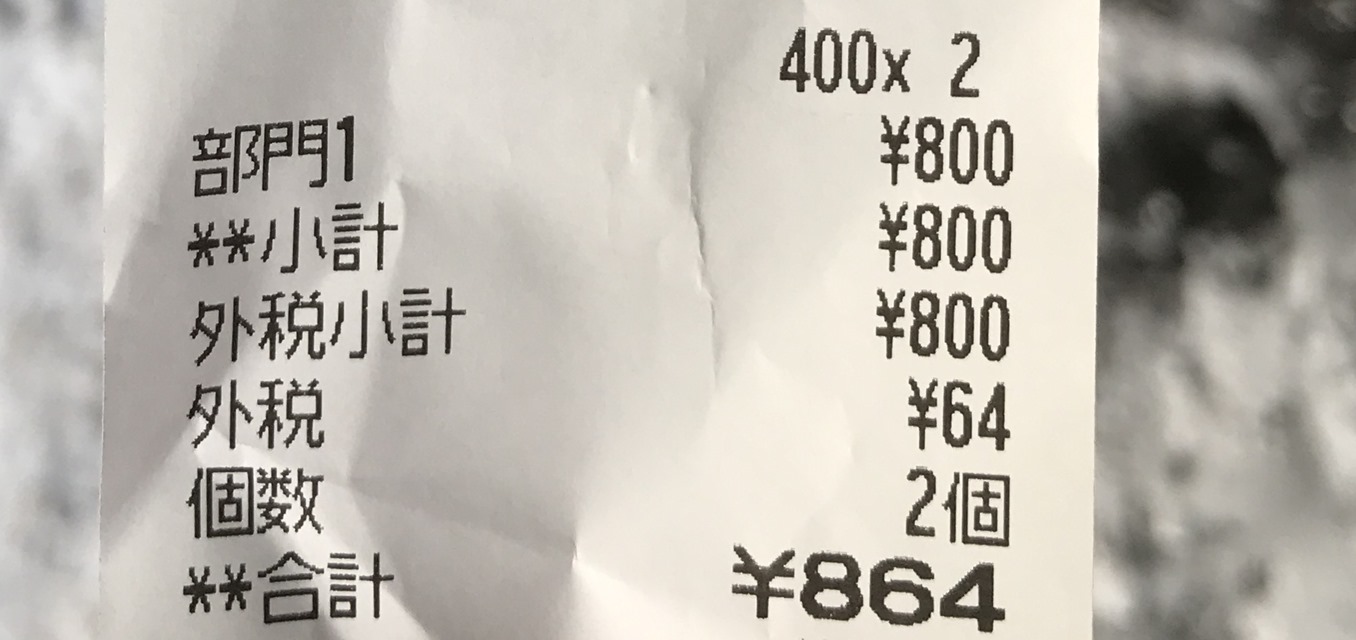 400x 2
部門1 ¥800
**小計 ¥800
外税小計 ¥800
外税 ¥64
個数 2個
**合計 ¥864